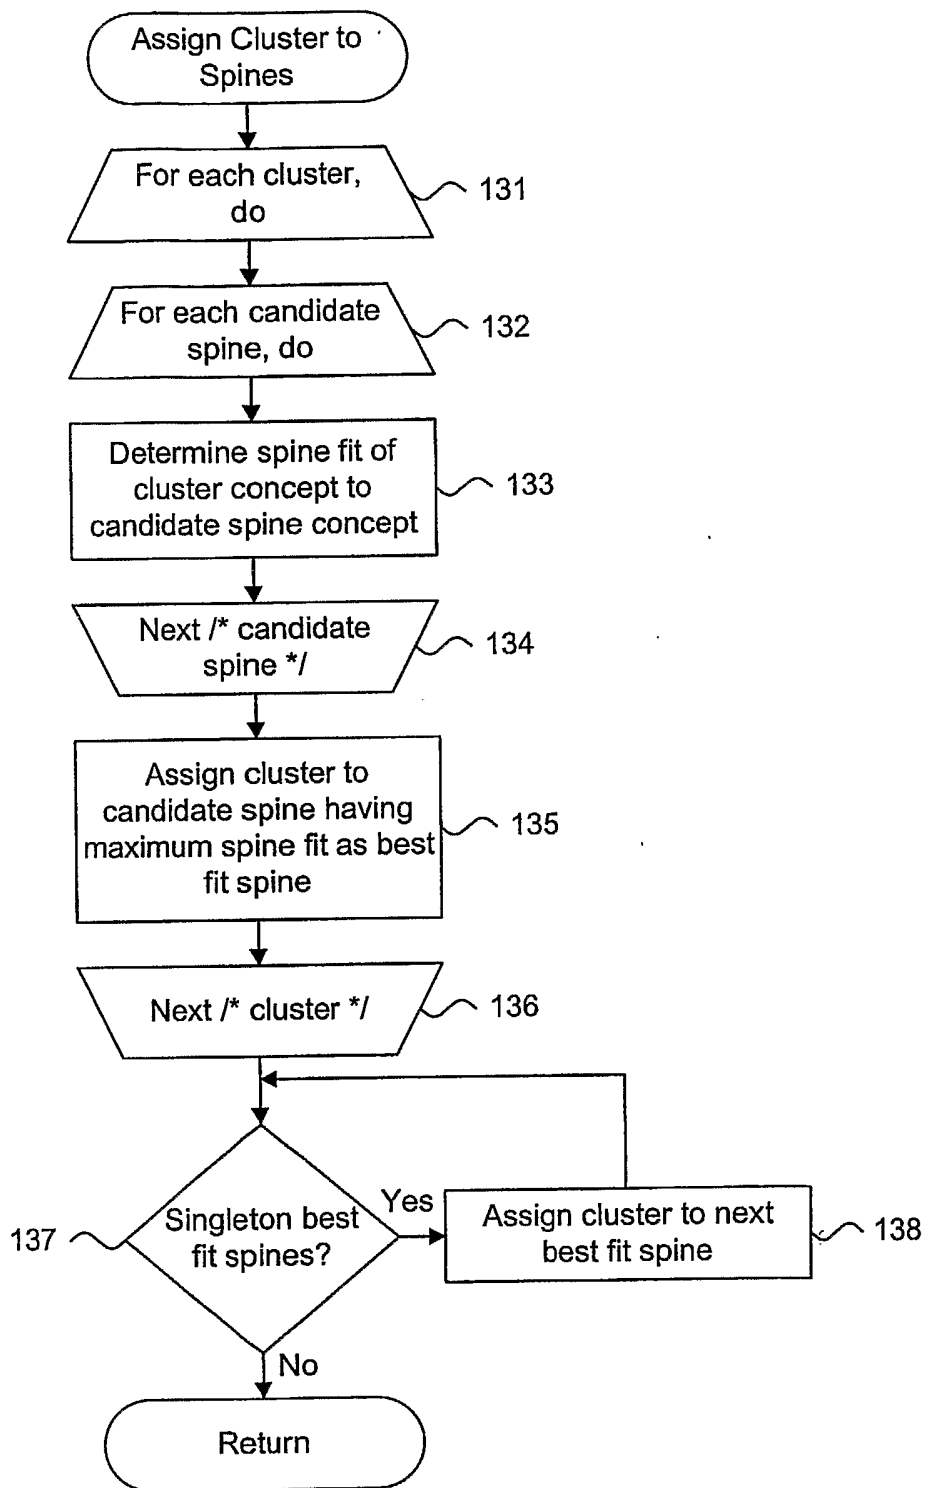 Assign Cluster to
Spines
For each cluster,
do
131
For each candidate
spine, do
132
Determine spine fit of
cluster concept to
candidate spine concept
133
Next /* candidate
spine */
134
Assign cluster to
candidate spine having
maximum spine fit as best
fit spine
135
Next /* cluster */
136
137
Singleton best
fit spines?
Yes
Assign cluster to next
best fit spine
138
No
Return